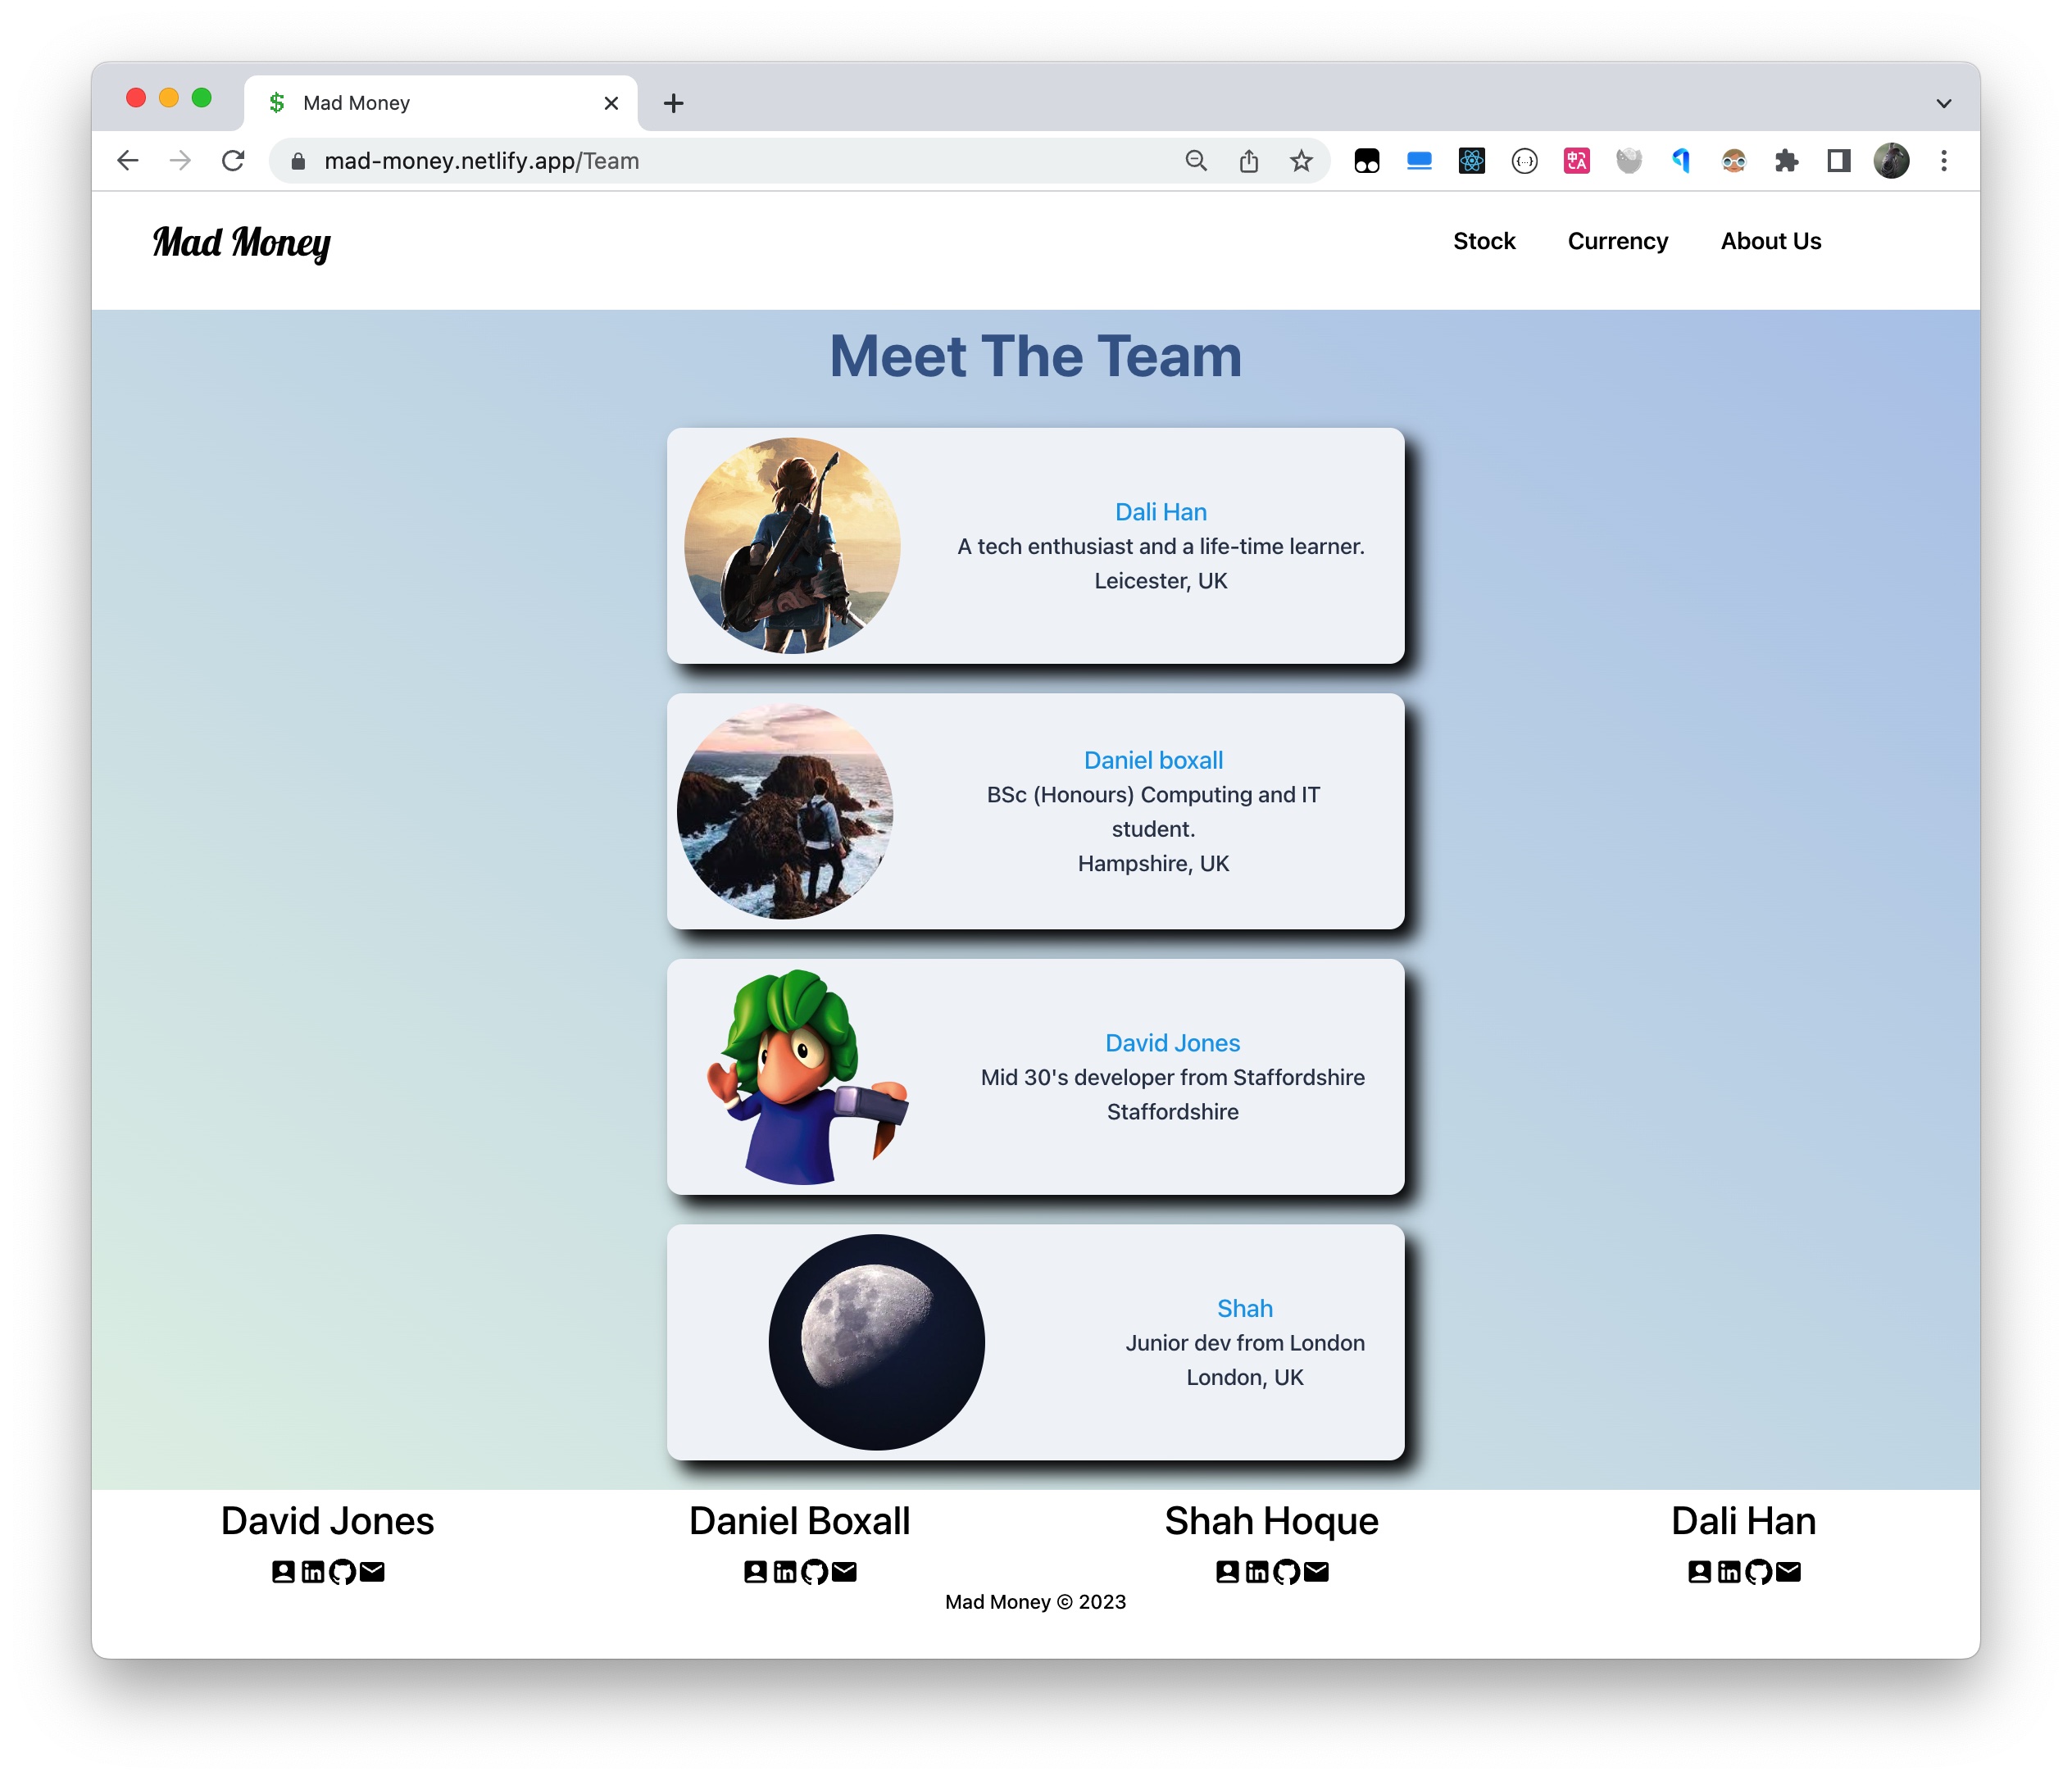 Mad Money
mad-money.netlify.app/Team
Mad Money
Stock Currency About Us
Meet The Team
Dali Han
A tech enthusiast and a life-time learner.
Leicester, UK
Daniel boxall
BSc (Honours) Computing and IT
student.
Hampshire, UK
David Jones
Mid 30's developer from Staffordshire
Staffordshire
Shah
Junior dev from London
London, UK
David Jones Daniel Boxall Shah Hoque Dali Han
Mad Money © 2023